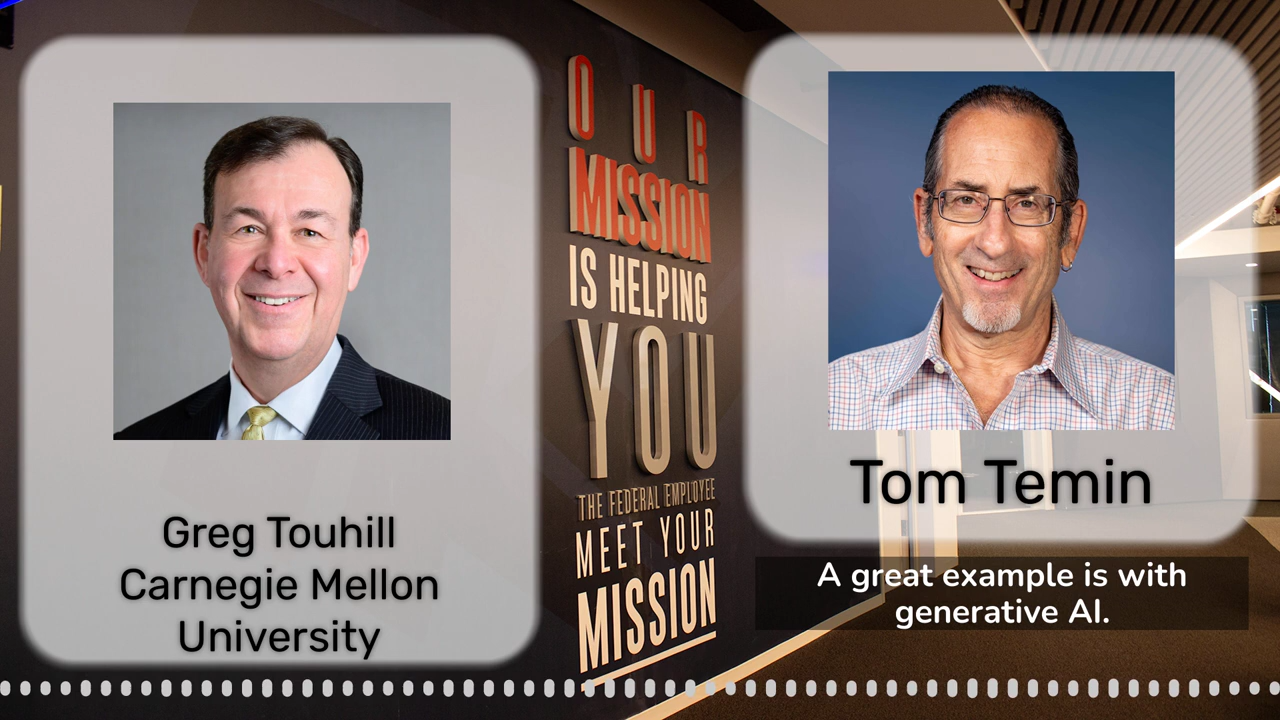 Greg Touhill
Carnegie Mellon
University
OUR
MISSION
IS HELPING
YOU
THE FEDERAL EMPLOYEE
MEET YOUR
MISSION
Tom Temin
A great example is with
generative AI.